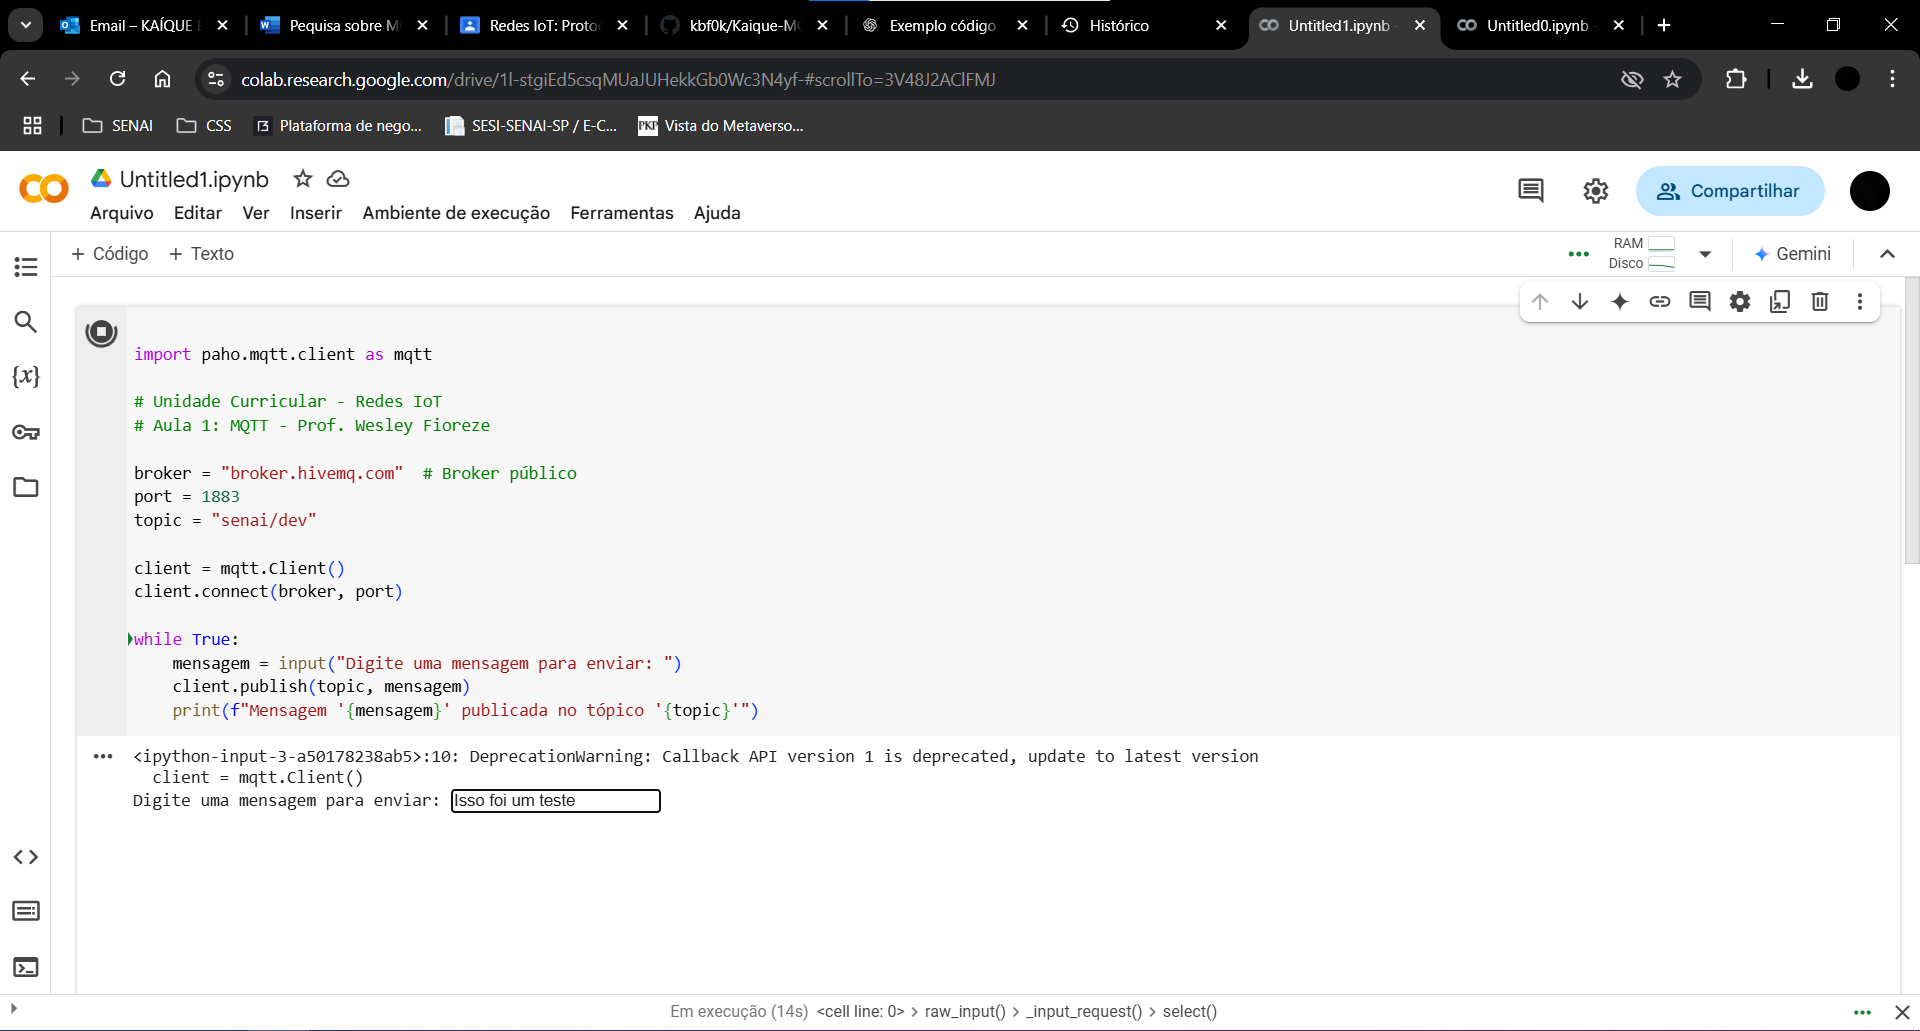 Email – KAÍQUE
Pequisa sobre M
Redes IoT: Proto
kbf0k/Kaique-M
Exemplo código
Histórico
Untitled1.ipynb
Untitled0.ipynb
colab.research.google.com/drive/1l-stgiEd5csqMUaJUHekkGb0Wc3N4yf-#scrollTo=3V48J2AClFMJ
SENAI
CSS
Plataforma de nego...
SESI-SENAI-SP / E-C...
PKP Vista do Metaverso...
Untitled1.ipynb
Arquivo Editar Ver Inserir Ambiente de execução Ferramentas Ajuda
Compartilhar
+ Código + Texto
RAM
Disco
Gemini
import paho.mqtt.client as mqtt
# Unidade Curricular - Redes IoT
# Aula 1: MQTT - Prof. Wesley Fioreze
broker = "broker.hivemq.com"  # Broker público
port = 1883
topic = "senai/dev"
client = mqtt.Client()
client.connect(broker, port)
while True:
    mensagem = input("Digite uma mensagem para enviar: ")
    client.publish(topic, mensagem)
    print(f"Mensagem '{mensagem}' publicada no tópico '{topic}'")
<ipython-input-3-a50178238ab5>:10: DeprecationWarning: Callback API version 1 is deprecated, update to latest version
  client = mqtt.Client()
Digite uma mensagem para enviar: Isso foi um teste
Em execução (14s) <cell line: 0> > raw_input() > _input_request() > select()